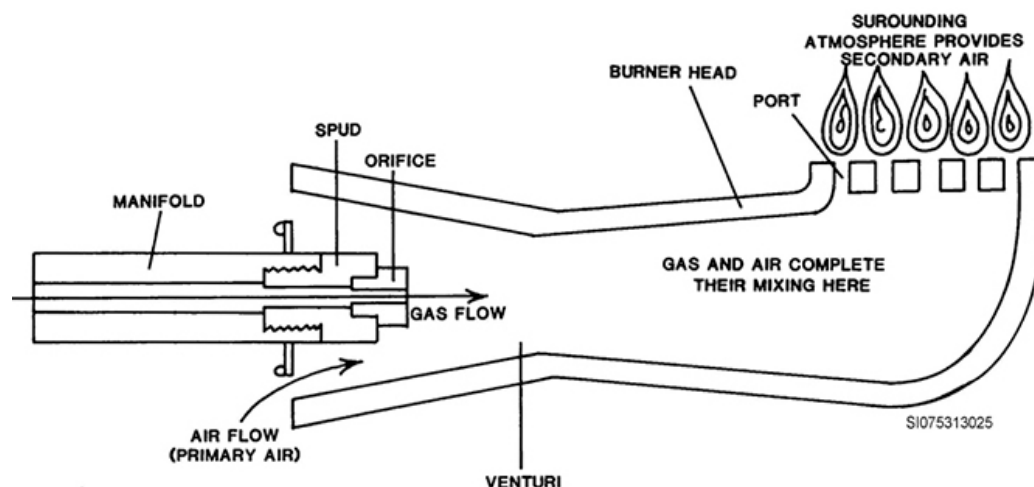 SUROUNDING
ATMOSPHERE PROVIDES
SECONDARY AIR
BURNER HEAD
PORT
SPUD
ORIFICE
MANIFOLD
GAS AND AIR COMPLETE
THEIR MIXING HERE
GAS FLOW
AIR FLOW
(PRIMARY AIR)
SI075313025
VENTURI